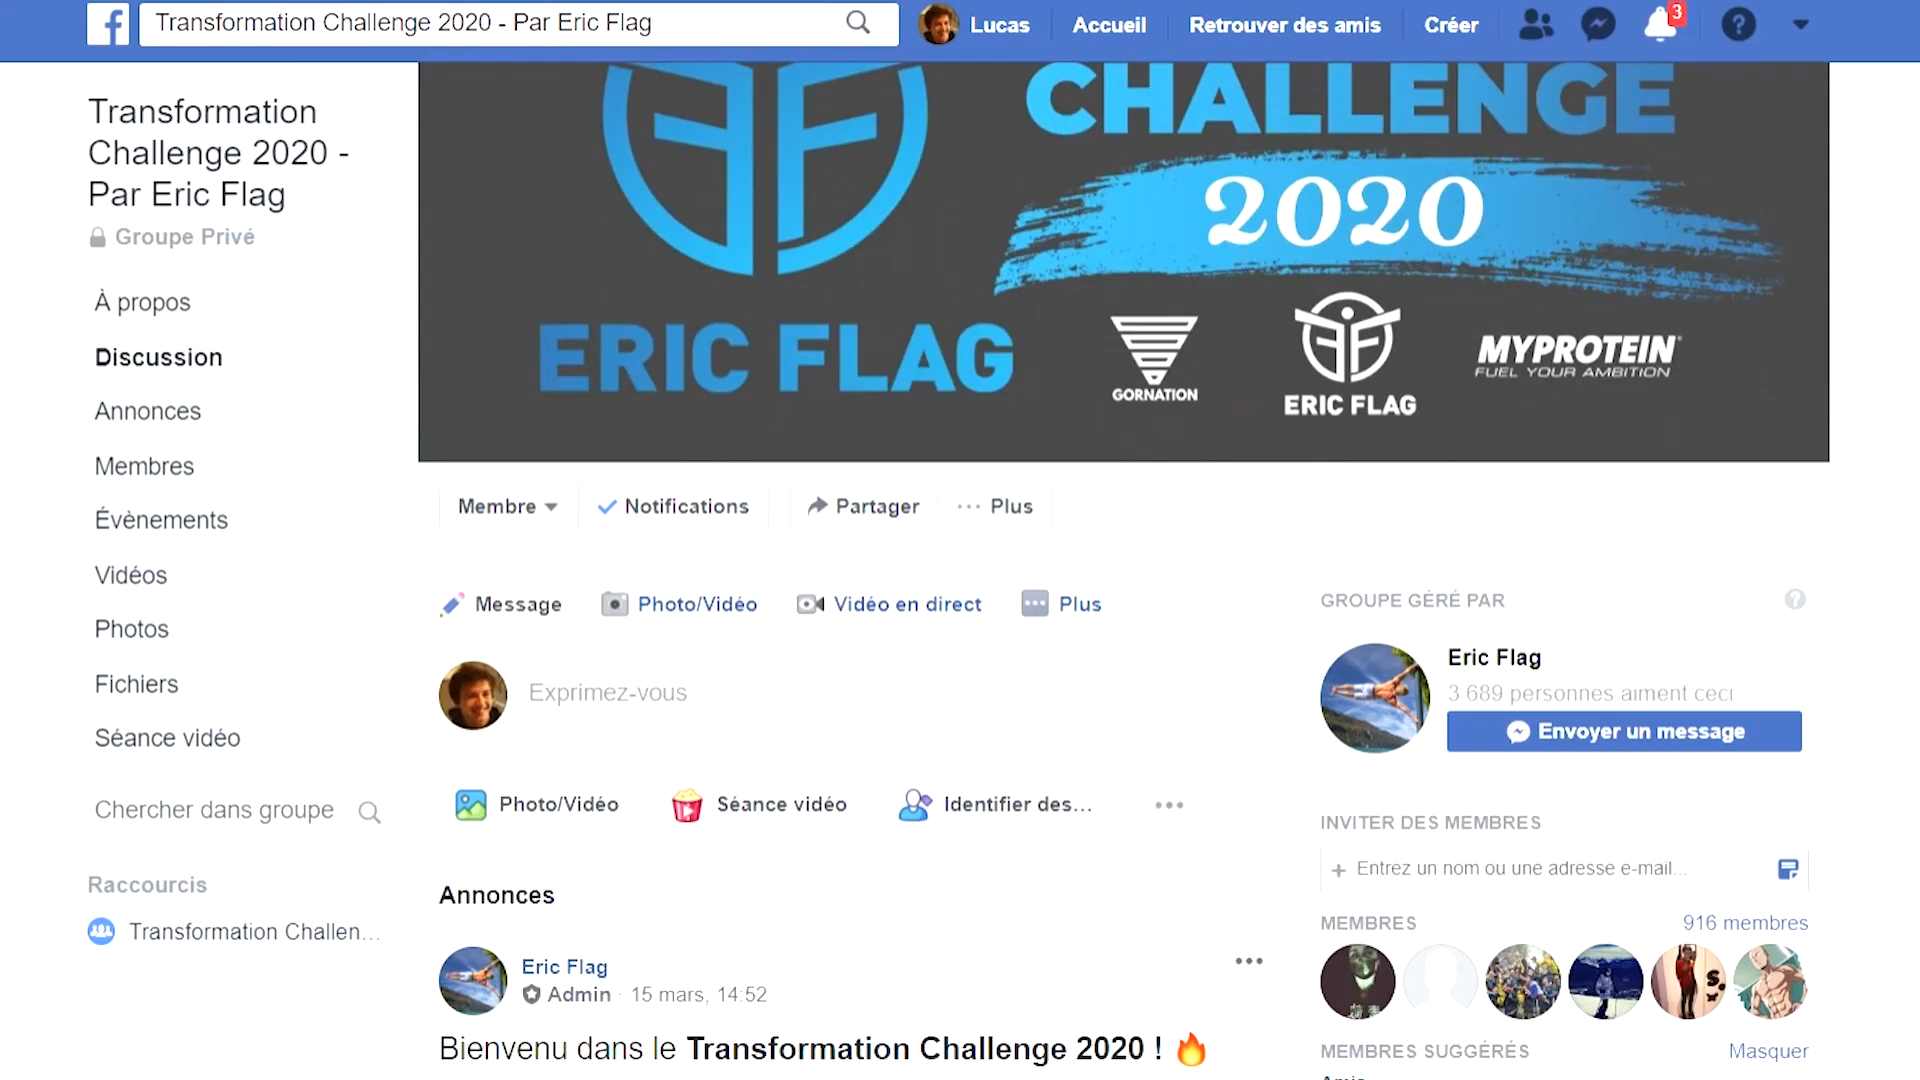 Transformation Challenge 2020 - Par Eric Flag
Lucas
Accueil
Retrouver des amis
Créer
3
Transformation
Challenge 2020 -
Par Eric Flag
Groupe Privé
À propos
Discussion
Annonces
Membres
Évènements
Vidéos
Photos
Fichiers
Séance vidéo
Chercher dans groupe
Raccourcis
Transformation Challen...
CHALLENGE
2020
ERIC FLAG
GORNATION
ERIC FLAG
MYPROTEIN
FUEL YOUR AMBITION
Membre
Notifications
Partager
Plus
Message
Photo/Vidéo
Vidéo en direct
Plus
Exprimez-vous
Photo/Vidéo
Séance vidéo
Identifier des...
Annonces
Eric Flag
Admin · 15 mars, 14:52
Bienvenu dans le Transformation Challenge 2020 ! 🔥
GROUPE GÉRÉ PAR
Eric Flag
3 689 personnes aiment ceci
Envoyer un message
INVITER DES MEMBRES
+ Entrez un nom ou une adresse e-mail...
MEMBRES
916 membres
MEMBRES SUGGÉRÉS
Masquer